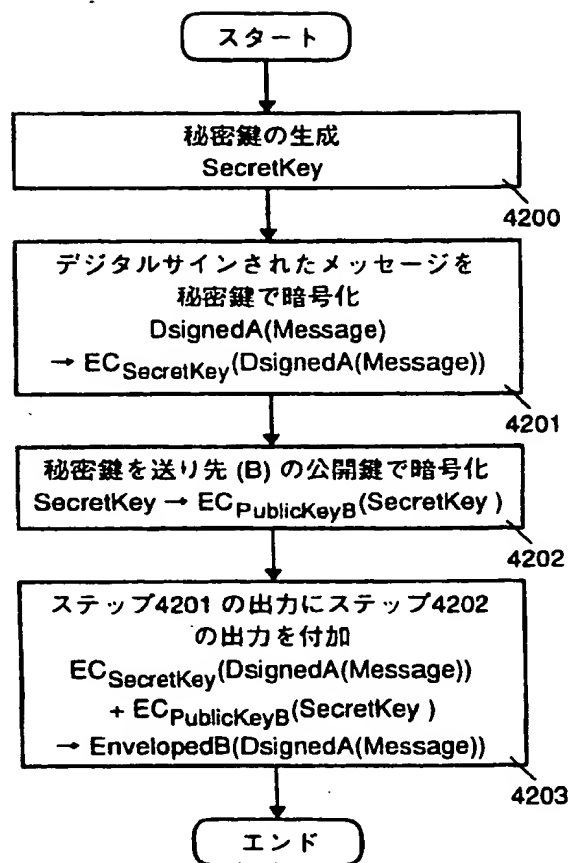 スタート
秘密鍵の生成
SecretKey
4200
デジタルサインされたメッセージを
秘密鍵で暗号化
DsignedA(Message)
→ ECSecretKey(DsignedA(Message))
4201
秘密鍵を送り先 (B) の公開鍵で暗号化
SecretKey → ECPublicKeyB(SecretKey )
4202
ステップ4201 の出力にステップ4202
の出力を付加
ECSecretKey(DsignedA(Message))
+ ECPublicKeyB(SecretKey )
→ EnvelopedB(DsignedA(Message))
4203
エンド